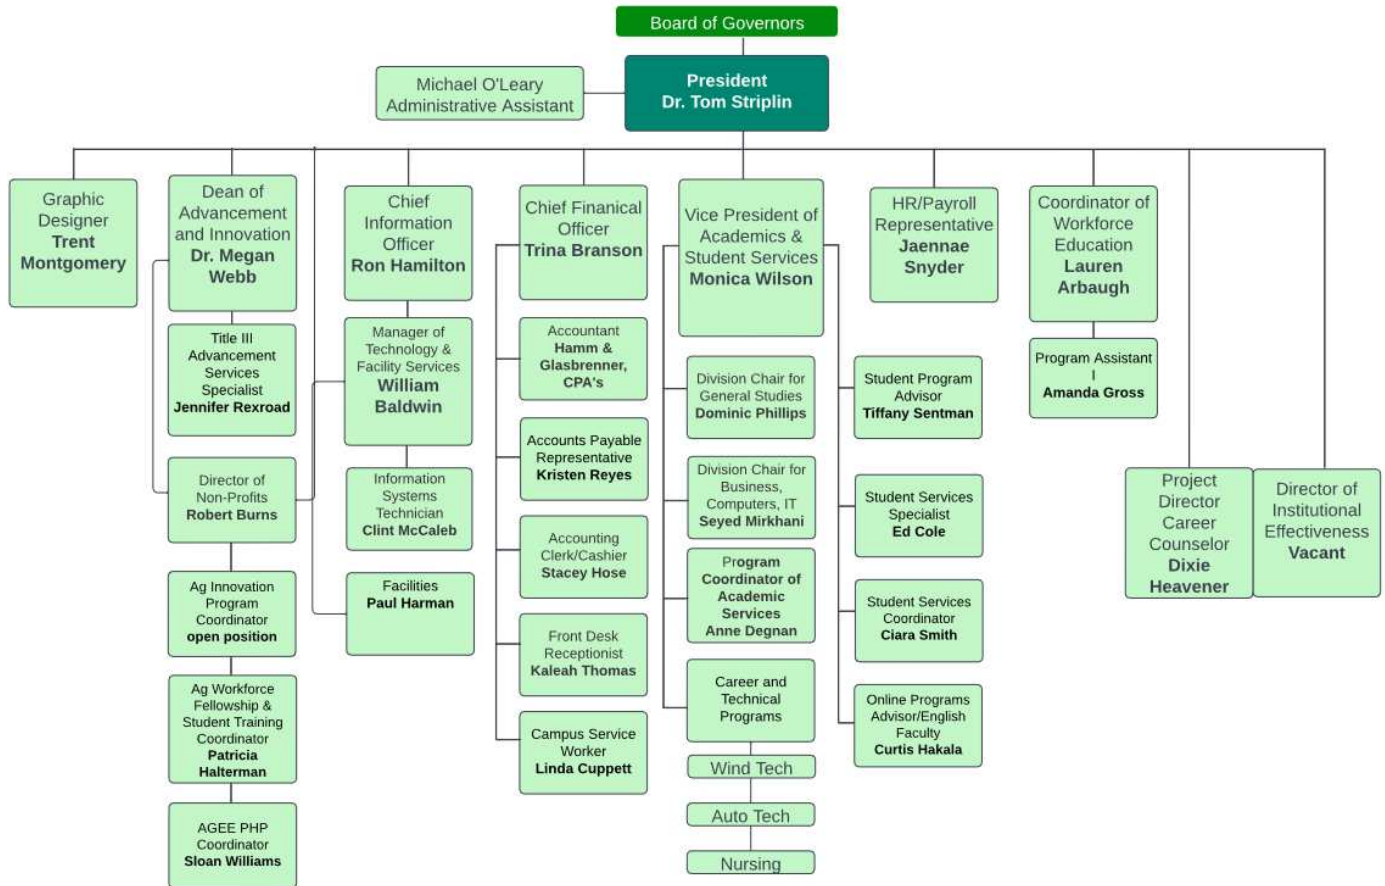 Board of Governors
President
Dr. Tom Striplin
Michael O'Leary
Administrative Assistant
Graphic
Designer
Trent
Montgomery
Dean of
Advancement
and Innovation
Dr. Megan
Webb
Chief
Information
Officer
Ron Hamilton
Chief Finanical
Officer
Trina Branson
Vice President of
Academics &
Student Services
Monica Wilson
HR/Payroll
Representative
Jaennae
Snyder
Coordinator of
Workforce
Education
Lauren
Arbaugh
Title III
Advancement
Services
Specialist
Jennifer Rexroad
Director of
Non-Profits
Robert Burns
Ag Innovation
Program
Coordinator
open position
Ag Workforce
Fellowship &
Student Training
Coordinator
Patricia
Halterman
AGEE PHP
Coordinator
Sloan Williams
Manager of
Technology &
Facility Services
William
Baldwin
Information
Systems
Technician
Clint McCaleb
Facilities
Paul Harman
Accountant
Hamm &
Glasbrenner,
CPA's
Accounts Payable
Representative
Kristen Reyes
Accounting
Clerk/Cashier
Stacey Hose
Front Desk
Receptionist
Kaleah Thomas
Campus Service
Worker
Linda Cuppett
Division Chair for
General Studies
Dominic Phillips
Division Chair for
Business,
Computers, IT
Seyed Mirkhani
Program
Coordinator of
Academic
Services
Anne Degnan
Career and
Technical
Programs
Wind Tech
Auto Tech
Nursing
Student Program
Advisor
Tiffany Sentman
Student Services
Specialist
Ed Cole
Student Services
Coordinator
Ciara Smith
Online Programs
Advisor/English
Faculty
Curtis Hakala
Program Assistant
I
Amanda Gross
Project
Director
Career
Counselor
Dixie
Heavener
Director of
Institutional
Effectiveness
Vacant